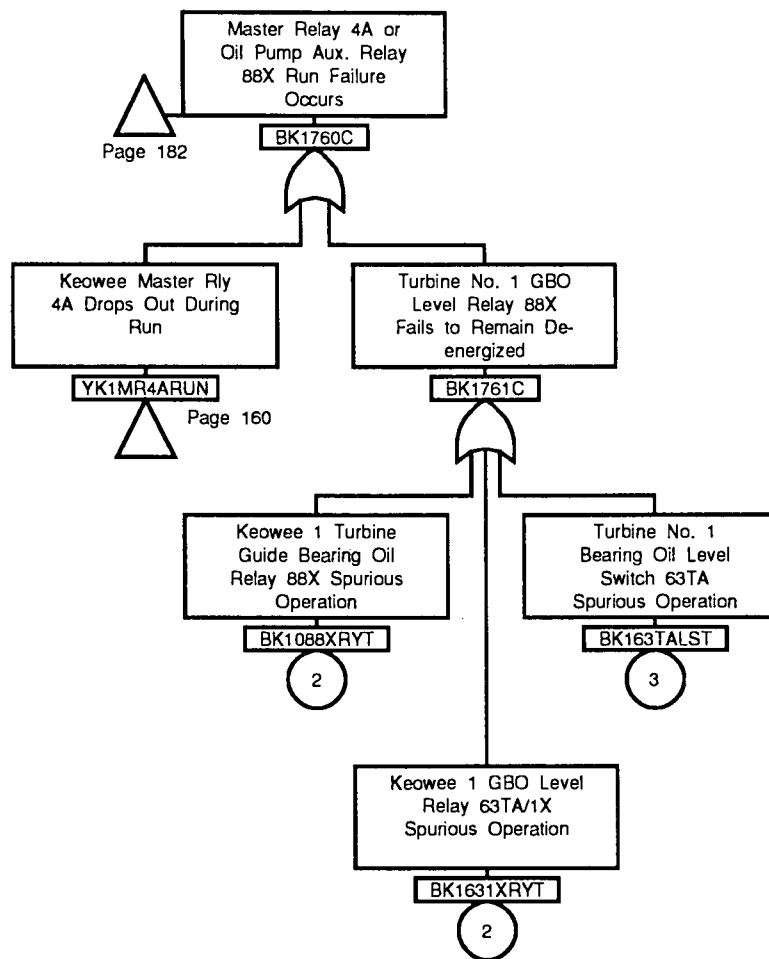 Master Relay 4A or
Oil Pump Aux. Relay
88X Run Failure
Occurs
Page 182
BK1760C
Keowee Master Rly
4A Drops Out During
Run
YK1MR4ARUN
Page 160
Turbine No. 1 GBO
Level Relay 88X
Fails to Remain De-
energized
BK1761C
Keowee 1 Turbine
Guide Bearing Oil
Relay 88X Spurious
Operation
BK1088XRYT
2
Turbine No. 1
Bearing Oil Level
Switch 63TA
Spurious Operation
BK163TALST
3
Keowee 1 GBO Level
Relay 63TA/1X
Spurious Operation
BK1631XRYT
2